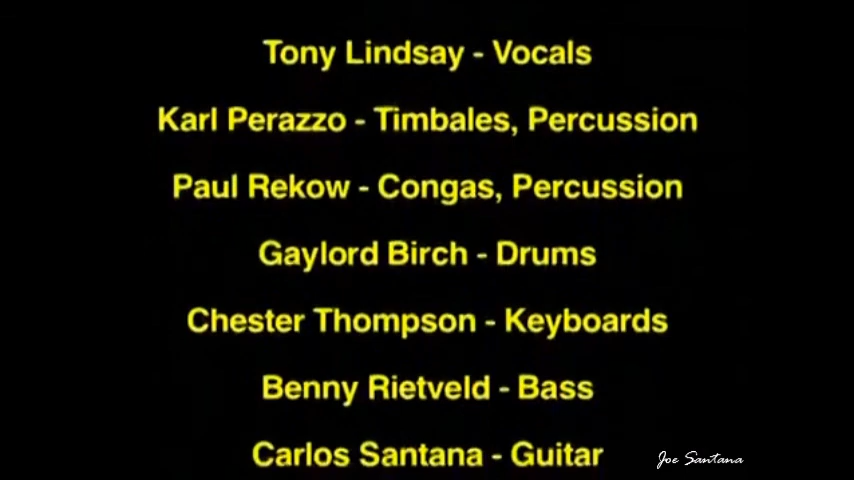 Tony Lindsay - Vocals
Karl Perazzo - Timbales, Percussion
Paul Rekow - Congas, Percussion
Gaylord Birch - Drums
Chester Thompson - Keyboards
Benny Rietveld - Bass
Carlos Santana - Guitar
Joe Santana